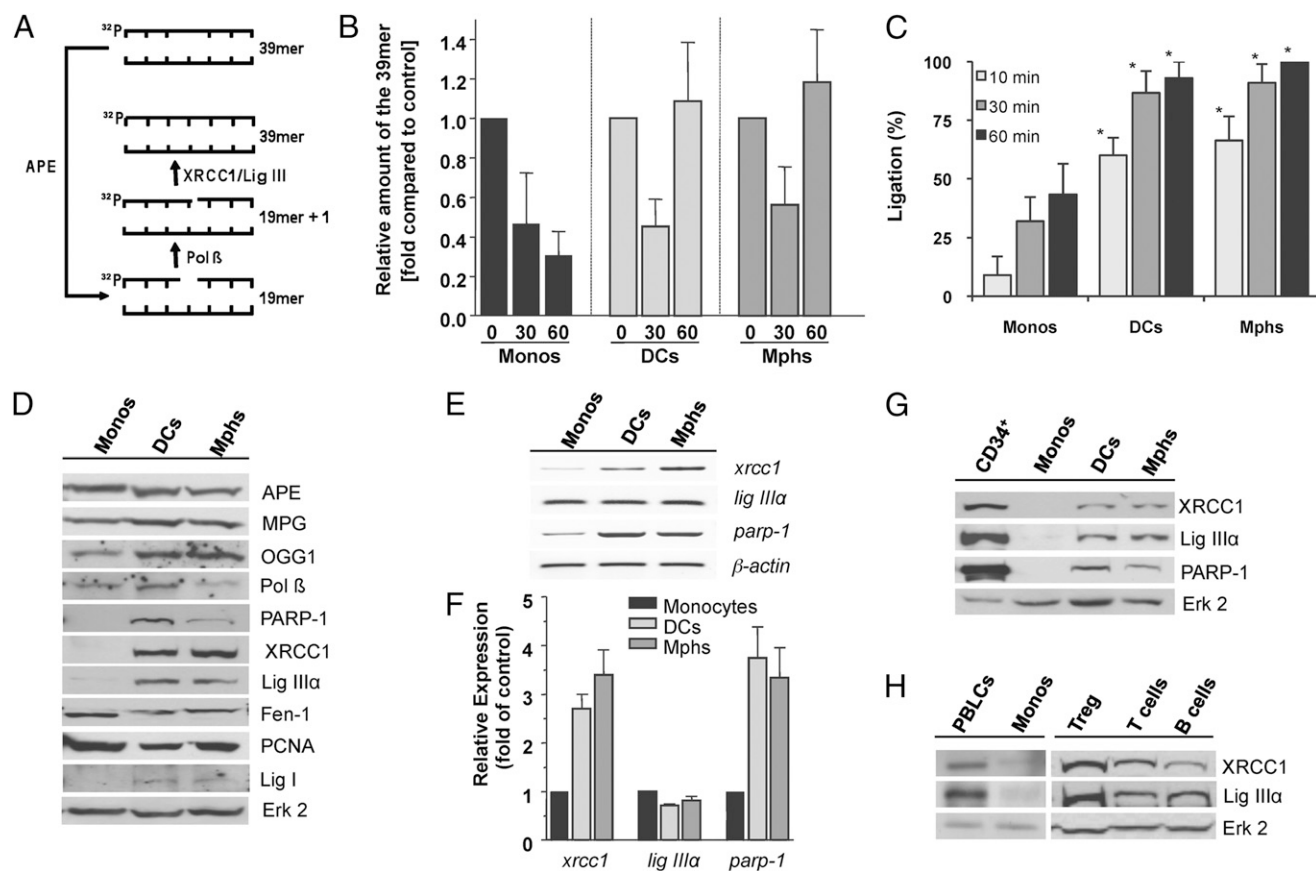 A
32P
39mer
32P
39mer
APE
XRCC1/Lig III
32P
19mer + 1
Pol ß
32P
19mer
B
Relative amount of the 39mer
[fold compared to control]
1.4
1.2
1.0
0.8
0.6
0.4
0.2
0.0
0 30 60 0 30 60 0 30 60
Monos DCs Mphs
C
Ligation (%)
100
75
50
25
0
10 min
30 min
60 min
* * * * * *
Monos DCs Mphs
D
Monos DCs Mphs
APE
MPG
OGG1
Pol ß
PARP-1
XRCC1
Lig IIIα
Fen-1
PCNA
Lig I
Erk 2
E
Monos DCs Mphs
xrcc1
lig IIIα
parp-1
β-actin
F
Relative Expression
(fold of control)
5
4
3
2
1
0
Monocytes
DCs
Mphs
xrcc1 lig IIIα parp-1
G
CD34+ Monos DCs Mphs
XRCC1
Lig IIIα
PARP-1
Erk 2
H
PBLCs Monos Treg T cells B cells
XRCC1
Lig IIIα
Erk 2